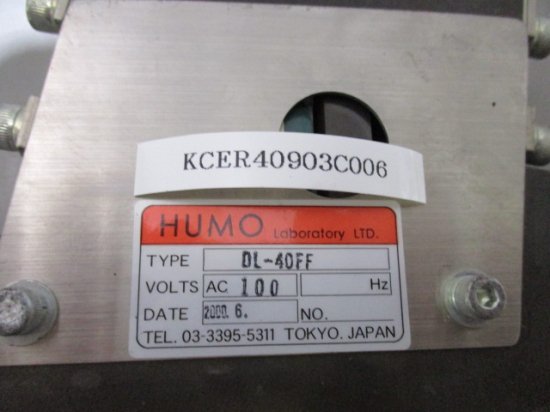 KCER40903C006
HUMO Laboratory LTD.
TYPE DL-40FF
VOLTS AC 100 Hz
DATE 2000. 6. NO.
TEL. 03-3395-5311 TOKYO. JAPAN